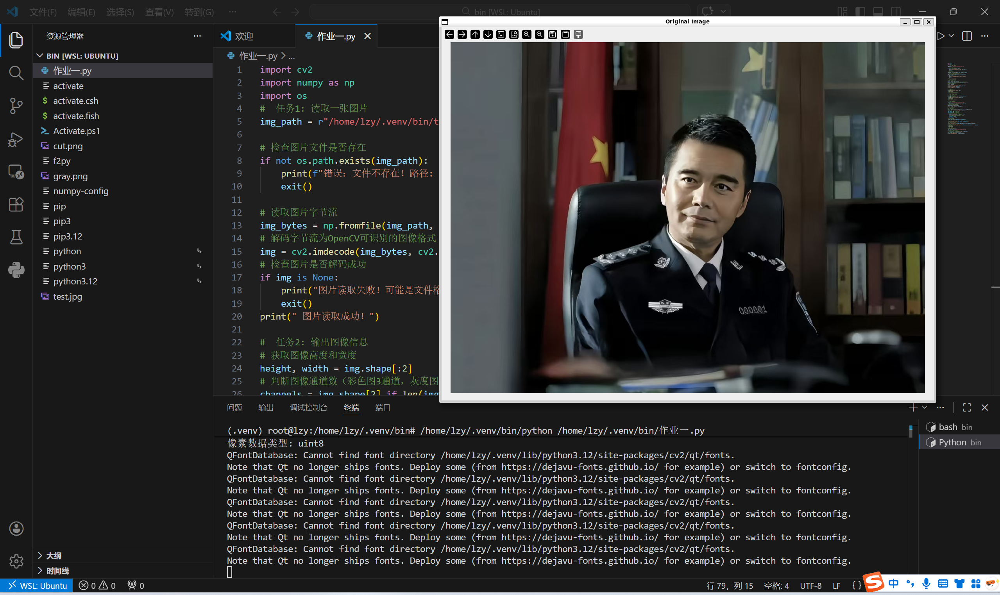 文件(F) 编辑(E) 选择(S) 查看(V) 转到(G) ··· bin [WSL: Ubuntu]
资源管理器
BIN [WSL: UBUNTU]
作业一.py
activate
activate.csh
activate.fish
Activate.ps1
cut.png
f2py
gray.png
numpy-config
pip
pip3
pip3.12
python
python3
python3.12
test.jpg
大纲
时间线
欢迎 作业一.py
作业一.py > ...
1 import cv2
2 import numpy as np
3 import os
4 # 任务1: 读取一张图片
5 img_path = r"/home/lzy/.venv/bin/t
6
7 # 检查图片文件是否存在
8 if not os.path.exists(img_path):
9 print(f"错误: 文件不存在! 路径:
10 exit()
11
12 # 读取图片字节流
13 img_bytes = np.fromfile(img_path,
14 # 解码字节流为OpenCV可识别的图像格式
15 img = cv2.imdecode(img_bytes, cv2.
16 # 检查图片是否解码成功
17 if img is None:
18 print("图片读取失败! 可能是文件格
19 exit()
20 print(" 图片读取成功! ")
21
22 # 任务2: 输出图像信息
23 # 获取图像高度和宽度
24 height, width = img.shape[:2]
25 # 判断图像通道数（彩色图3通道，灰度图
26 channels = img.shape[2] if len(img
Original Image
000001
问题 输出 调试控制台 终端 端口
(.venv) root@lzy:/home/lzy/.venv/bin# /home/lzy/.venv/bin/python /home/lzy/.venv/bin/作业一.py
像素数据类型: uint8
QFontDatabase: Cannot find font directory /home/lzy/.venv/lib/python3.12/site-packages/cv2/qt/fonts.
Note that Qt no longer ships fonts. Deploy some (from https://dejavu-fonts.github.io/ for example) or switch to fontconfig.
QFontDatabase: Cannot find font directory /home/lzy/.venv/lib/python3.12/site-packages/cv2/qt/fonts.
Note that Qt no longer ships fonts. Deploy some (from https://dejavu-fonts.github.io/ for example) or switch to fontconfig.
QFontDatabase: Cannot find font directory /home/lzy/.venv/lib/python3.12/site-packages/cv2/qt/fonts.
Note that Qt no longer ships fonts. Deploy some (from https://dejavu-fonts.github.io/ for example) or switch to fontconfig.
QFontDatabase: Cannot find font directory /home/lzy/.venv/lib/python3.12/site-packages/cv2/qt/fonts.
Note that Qt no longer ships fonts. Deploy some (from https://dejavu-fonts.github.io/ for example) or switch to fontconfig.
QFontDatabase: Cannot find font directory /home/lzy/.venv/lib/python3.12/site-packages/cv2/qt/fonts.
Note that Qt no longer ships fonts. Deploy some (from https://dejavu-fonts.github.io/ for example) or switch to fontconfig.
bash bin
Python bin
WSL: Ubuntu 0 0 0 行 79，列 15 空格: 4 UTF-8 LF {} 中